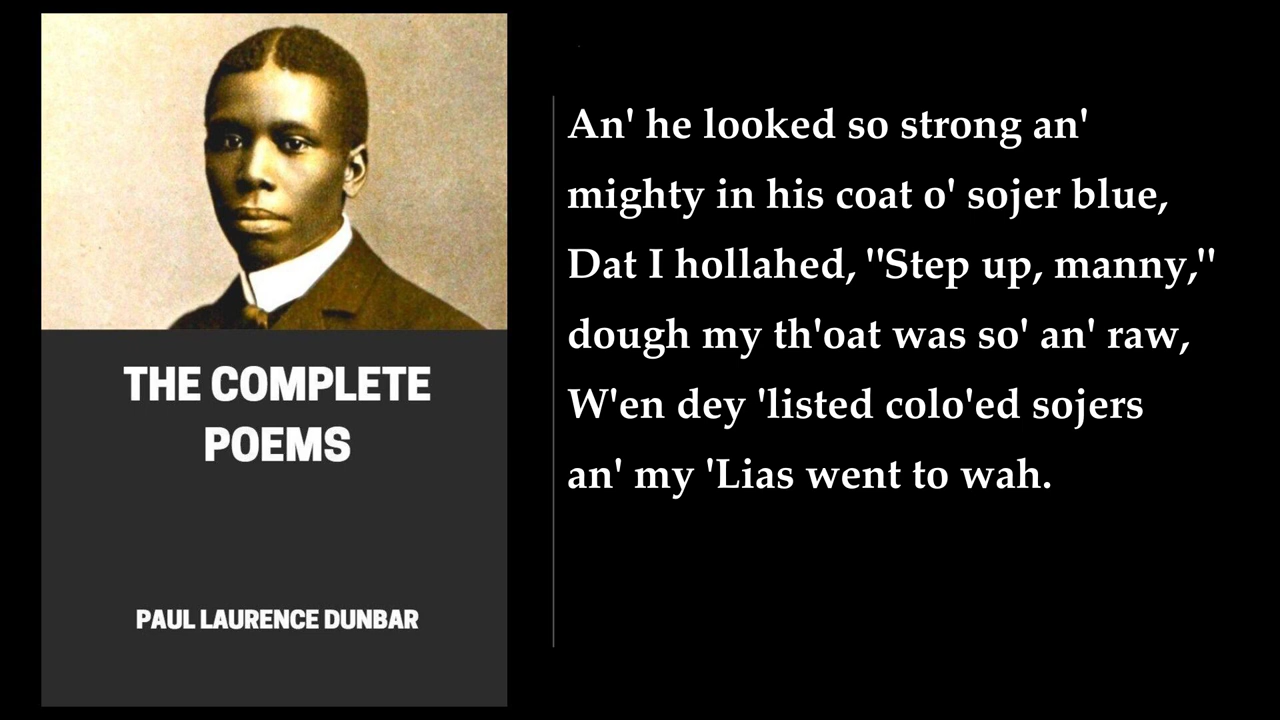 THE COMPLETE
POEMS
PAUL LAURENCE DUNBAR
An' he looked so strong an'
mighty in his coat o' sojer blue,
Dat I hollahed, "Step up, manny,"
dough my th'oat was so' an' raw,
W'en dey 'listed colo'ed sojers
an' my 'Lias went to wah.